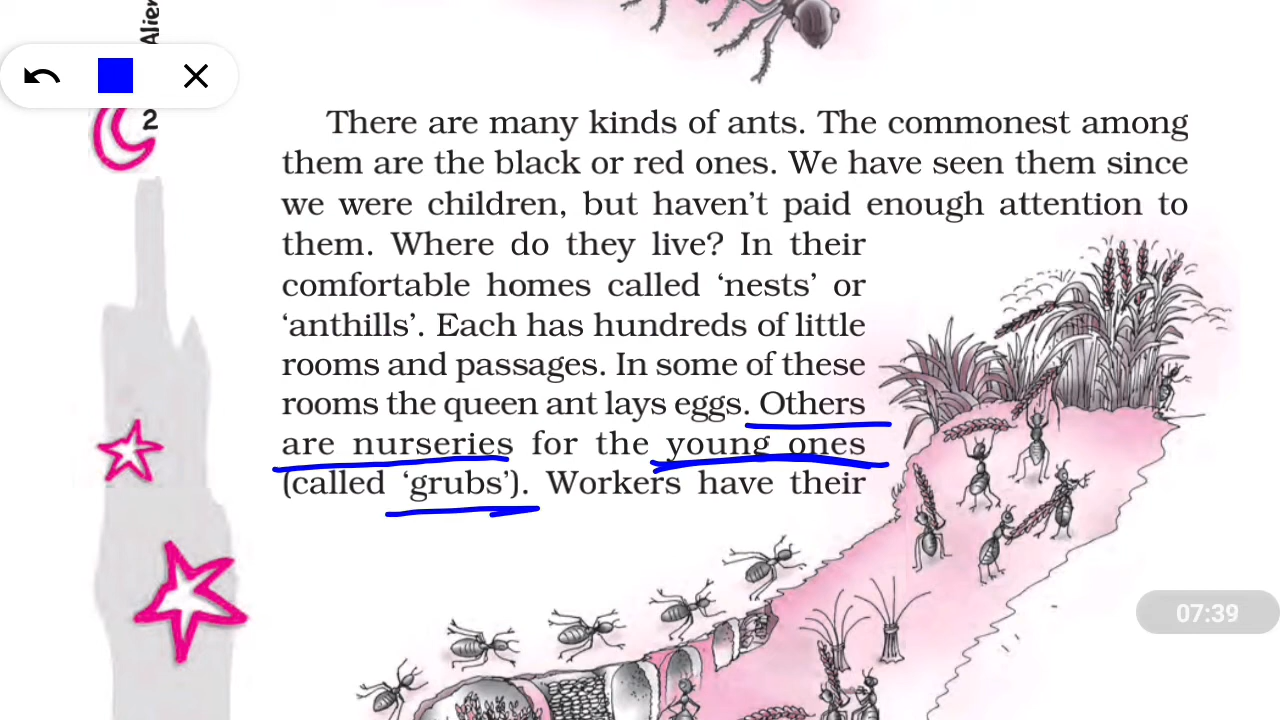 Alien
2
There are many kinds of ants. The commonest among
them are the black or red ones. We have seen them since
we were children, but haven't paid enough attention to
them. Where do they live? In their
comfortable homes called 'nests' or
'anthills'. Each has hundreds of little
rooms and passages. In some of these
rooms the queen ant lays eggs. Others
are nurseries for the young ones
(called 'grubs'). Workers have their
07:39